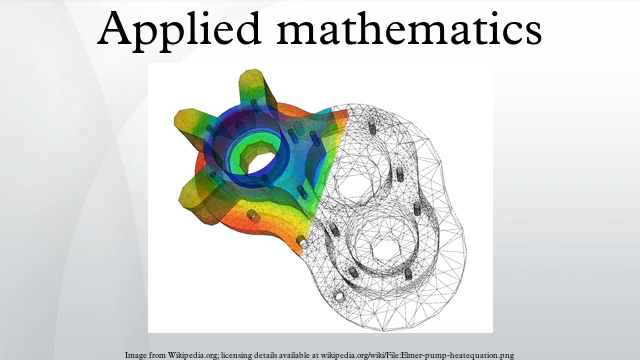 Applied mathematics
Image from Wikipedia.org; licensing details available at wikipedia.org/wiki/File:Elmer-pump-heatequation.png